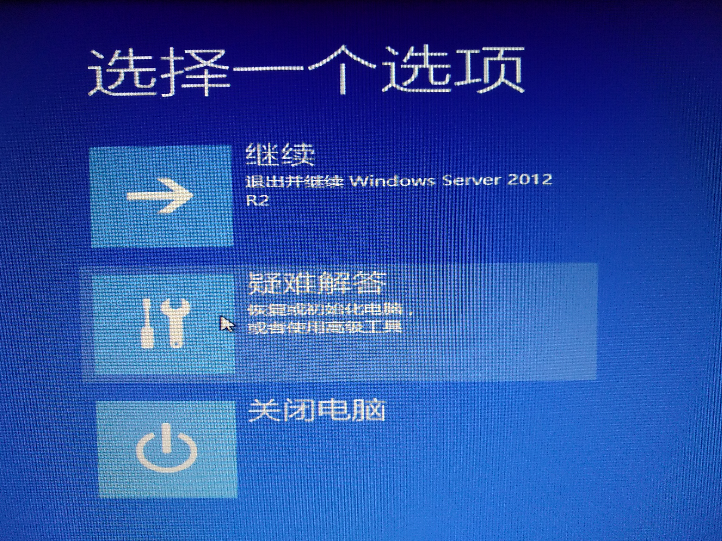 选择一个选项
继续
退出并继续 Windows Server 2012
R2
疑难解答
恢复或初始化电脑，
或者使用高级工具
关闭电脑